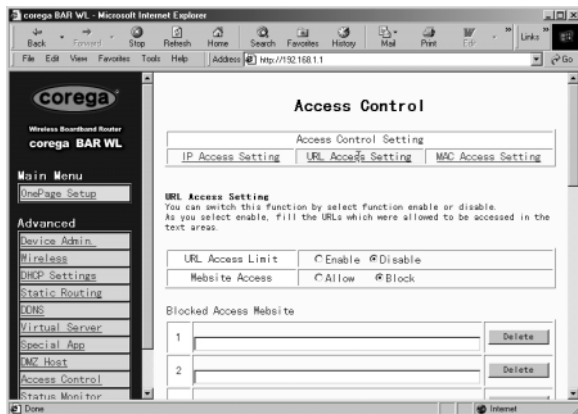 corega BAR WL - Microsoft Internet Explorer
Back Forward Stop Refresh Home Search Favorites History Mail Print Edit Links
File Edit View Favorites Tools Help Address http://192.168.1.1 Go
corega
Wireless Boardband Router
corega BAR WL
Main Menu
OnePage Setup
Advanced
Device Admin.
Wireless
DHCP Settings
Static Routing
DDNS
Virtual Server
Special App
DMZ Host
Access Control
Status Monitor
Access Control
Access Control Setting
IP Access Setting URL Access Setting MAC Access Setting
URL Access Setting
You can switch this function by select function enable or disable.
As you select enable, fill the URLs which were allowed to be accessed in the
text areas.
URL Access Limit Enable Disable
Website Access Allow Block
Blocked Access Website
1 Delete
2 Delete
Done Internet